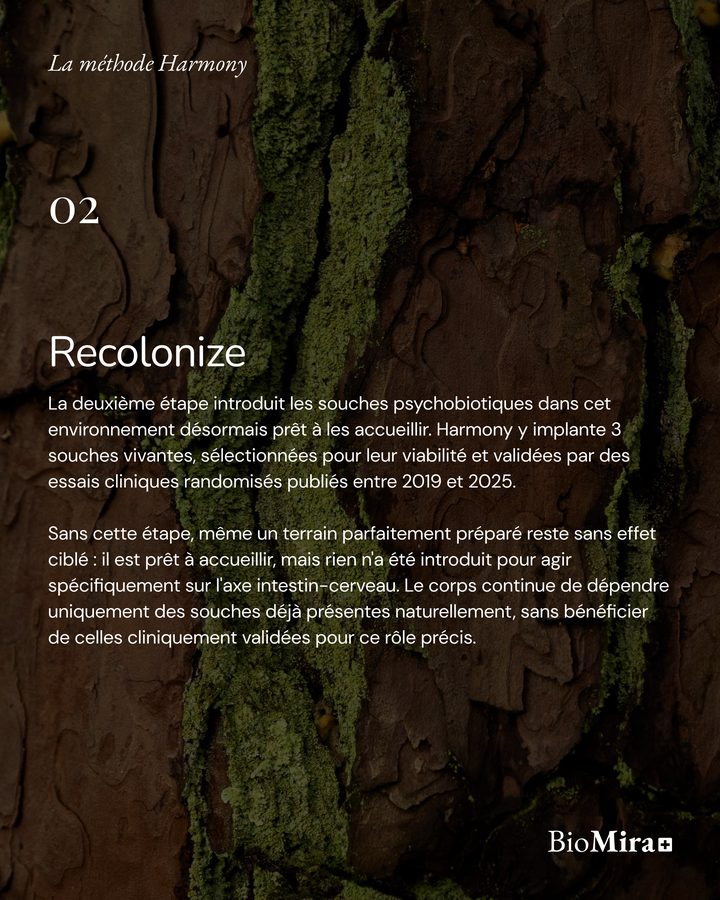 La méthode Harmony
02
Recolonize
La deuxième étape introduit les souches psychobiotiques dans cet
environnement désormais prêt à les accueillir. Harmony y implante 3
souches vivantes, sélectionnées pour leur viabilité et validées par des
essais cliniques randomisés publiés entre 2019 et 2025.
Sans cette étape, même un terrain parfaitement préparé reste sans effet
ciblé : il est prêt à accueillir, mais rien n'a été introduit pour agir
spécifiquement sur l'axe intestin-cerveau. Le corps continue de dépendre
uniquement des souches déjà présentes naturellement, sans bénéficier
de celles cliniquement validées pour ce rôle précis.
BioMira